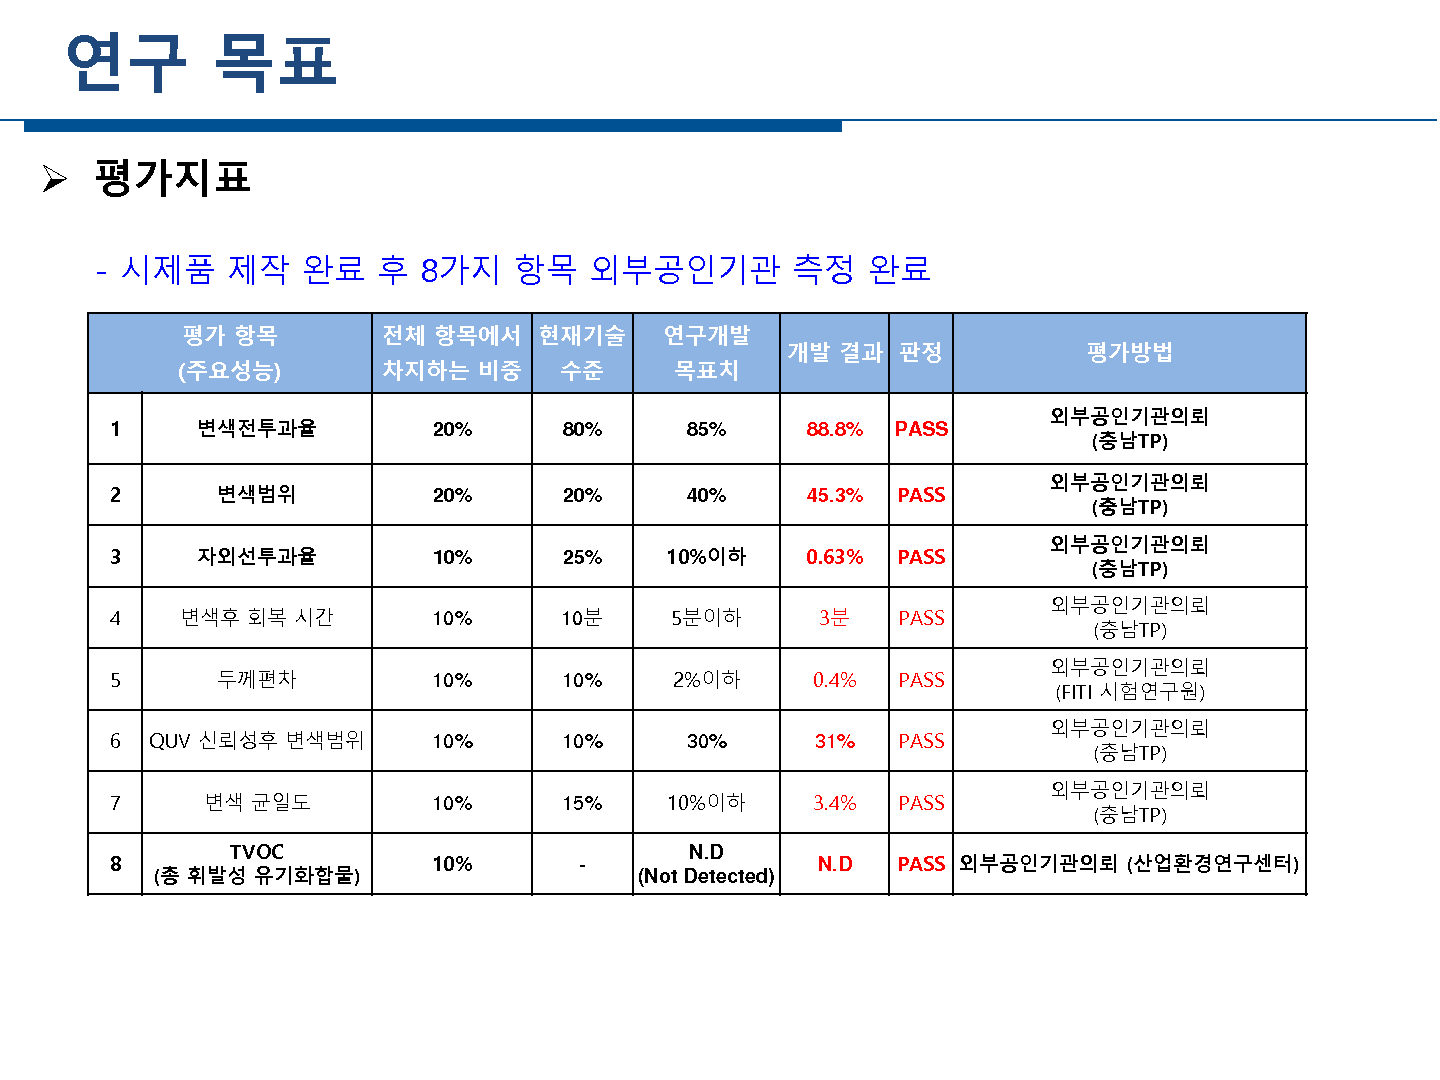 연구 목표
➢ 평가지표
- 시제품 제작 완료 후 8가지 항목 외부공인기관 측정 완료
평가 항목
(주요성능)
전체 항목에서
차지하는 비중
현재기술
수준
연구개발
목표치
개발 결과
판정
평가방법
1 변색전투과율 20% 80% 85% 88.8% PASS 외부공인기관의뢰
(충남TP)
2 변색범위 20% 20% 40% 45.3% PASS 외부공인기관의뢰
(충남TP)
3 자외선투과율 10% 25% 10%이하 0.63% PASS 외부공인기관의뢰
(충남TP)
4 변색후 회복 시간 10% 10분 5분이하 3분 PASS 외부공인기관의뢰
(충남TP)
5 두께편차 10% 10% 2%이하 0.4% PASS 외부공인기관의뢰
(FITI 시험연구원)
6 QUV 신뢰성후 변색범위 10% 10% 30% 31% PASS 외부공인기관의뢰
(충남TP)
7 변색 균일도 10% 15% 10%이하 3.4% PASS 외부공인기관의뢰
(충남TP)
8 TVOC
(총 휘발성 유기화합물)
10% - N.D
(Not Detected)
N.D PASS 외부공인기관의뢰 (산업환경연구센터)